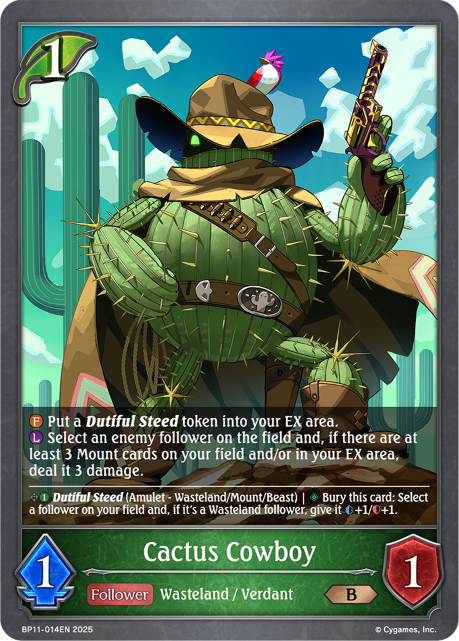 1
F Put a Dutiful Steed token into your EX area.
L Select an enemy follower on the field and, if there are at
least 3 Mount cards on your field and/or in your EX area,
deal it 3 damage.
1 Dutiful Steed (Amulet - Wasteland/Mount/Beast) | Bury this card: Select
a follower on your field and, if it's a Wasteland follower, give it +1/+1.
Cactus Cowboy
1
Follower Wasteland / Verdant B
1
BP11-014EN 2025 © Cygames, Inc.